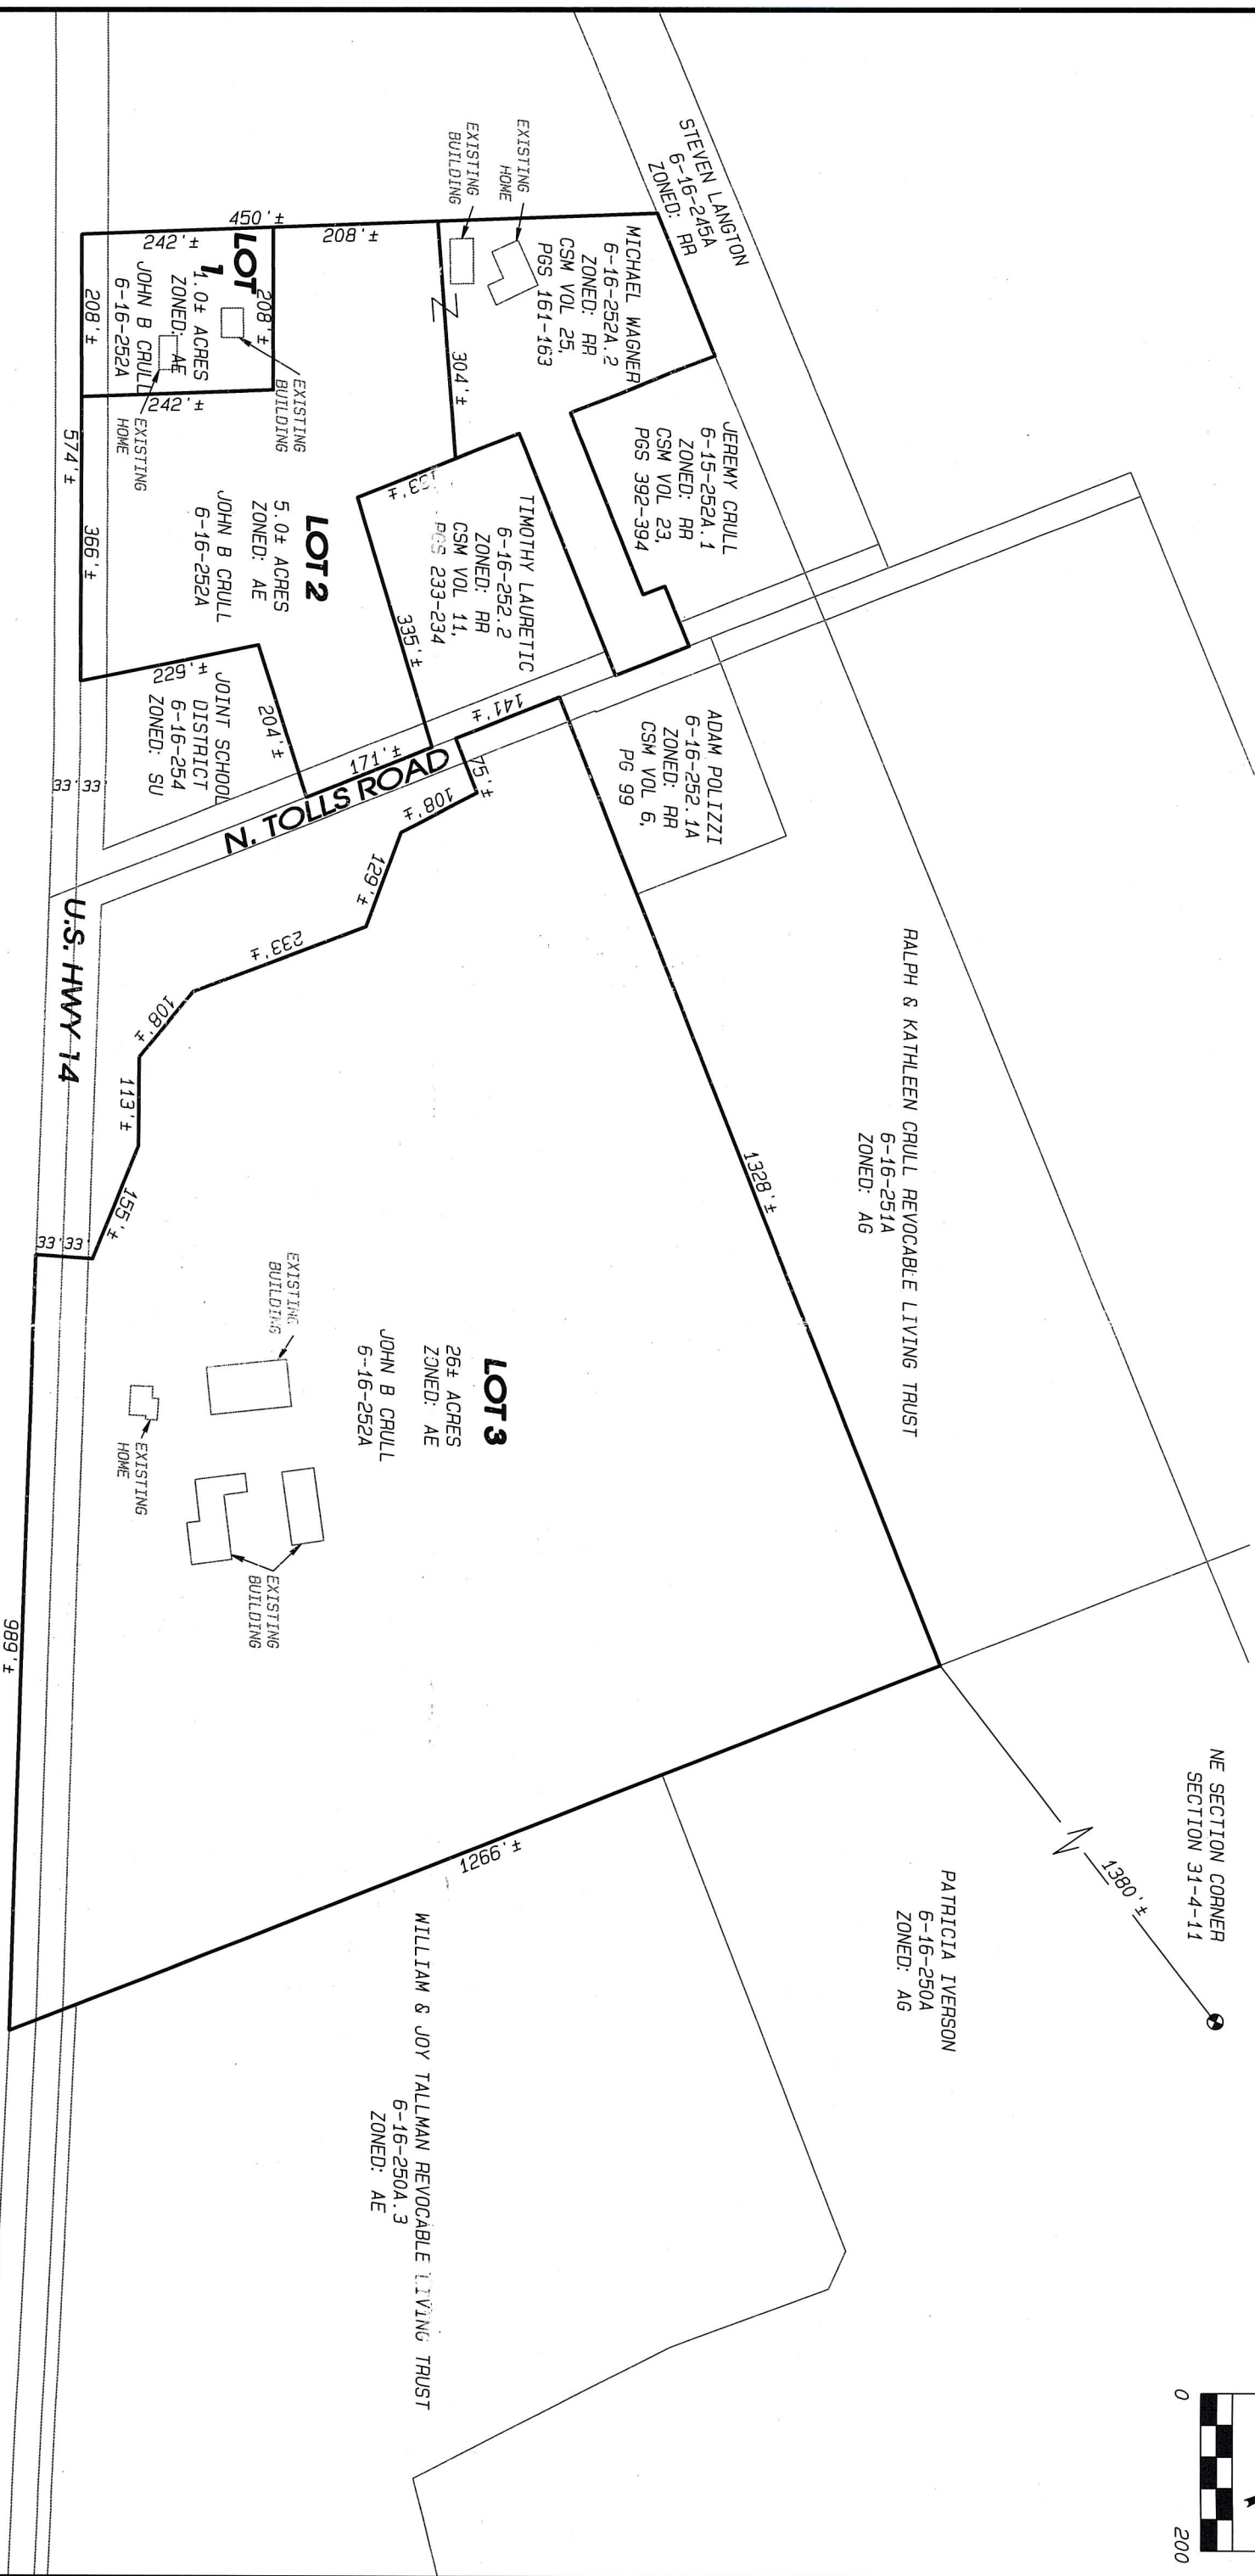 NE SECTION CORNER
SECTION 31-4-11
1380'±
0
200
STEVEN LANGTON
6-16-245A
ZONED: RR
MICHAEL WAGNER
6-16-252A.2
ZONED: RR
CSM VOL 25,
PGS 161-163
EXISTING
HOME
EXISTING
BUILDING
JEREMY CRULL
6-15-252A.1
ZONED: RR
CSM VOL 23,
PGS 392-394
TIMOTHY LAURETIC
6-16-252.2
ZONED: RR
CSM VOL 11,
PGS 233-234
ADAM POLIZZI
6-16-252.1A
ZONED: RR
CSM VOL 6,
PG 99
RALPH & KATHLEEN CRULL REVOCABLE LIVING TRUST
6-16-251A
ZONED: AG
PATRICIA IVERSON
6-16-250A
ZONED: AG
WILLIAM & JOY TALLMAN REVOCABLE LIVING TRUST
6-16-250A.3
ZONED: AE
1328'±
1266'±
LOT 3
26± ACRES
ZONED: AE
JOHN B CRULL
6-16-252A
EXISTING
BUILDING
EXISTING
HOME
EXISTING
BUILDING
LOT 2
5.0± ACRES
ZONED: AE
JOHN B CRULL
6-16-252A
304'±
335'±
208'±
450'±
LOT
1
1.0± ACRES
ZONED: AE
JOHN B CRULL
6-16-252A
208'±
242'±
242'±
208'±
EXISTING
BUILDING
EXISTING
HOME
574'±
366'±
229'±
204'±
JOINT SCHOOL
DISTRICT
6-16-254
ZONED: SU
171'±
141'±
75'±
108'±
129'±
233'±
108'±
113'±
155'±
33'
33'
33'
33'
N. TOLLS ROAD
U.S. HWY 14
989'±